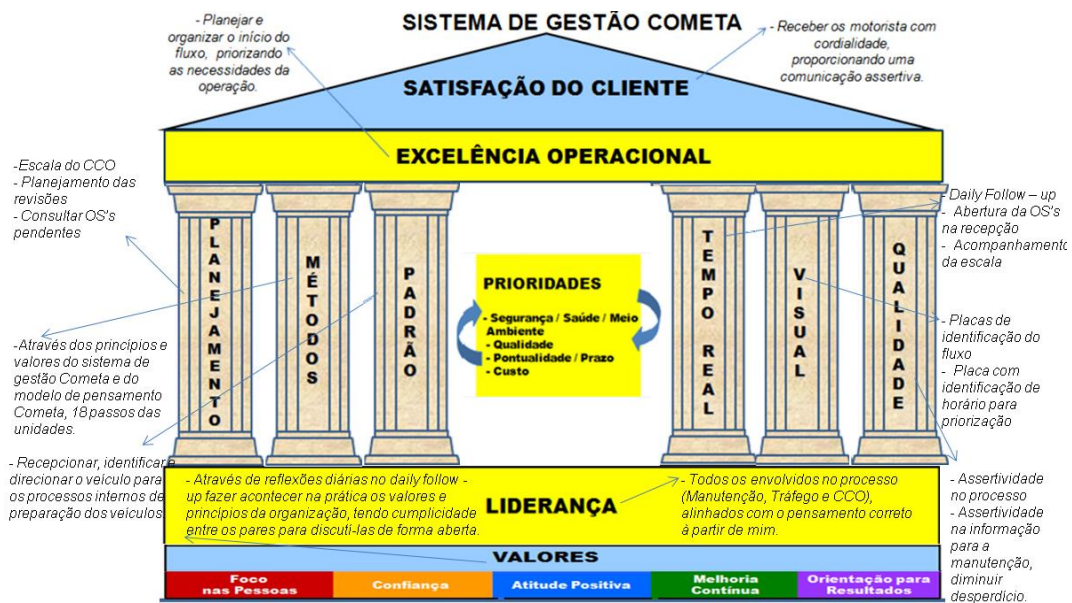 SISTEMA DE GESTÃO COMETA
- Planejar e
organizar o início do
fluxo, priorizando
as necessidades da
operação.
- Receber os motorista com
cordialidade,
proporcionando uma
comunicação assertiva.
SATISFAÇÃO DO CLIENTE
EXCELÊNCIA OPERACIONAL
-Escala do CCO
- Planejamento das
revisões
- Consultar OS's
pendentes
-Através dos princípios e
valores do sistema de
gestão Cometa e do
modelo de pensamento
Cometa, 18 passos das
unidades.
- Recepcionar, identificar e
direcionar o veículo para
os processos internos de
preparação dos veículos.
PLANEJAMENTO
MÉTODOS
PADRÃO
PRIORIDADES
- Segurança / Saúde / Meio
Ambiente
- Qualidade
- Pontualidade / Prazo
- Custo
TEMPO REAL
VISUAL
QUALIDADE
- Daily Follow – up
- Abertura da OS's
na recepção
- Acompanhamento
da escala
- Placas de
identificação do
fluxo
- Placa com
identificação de
horário para
priorização
- Assertividade
no processo
- Assertividade
na informação
para a
manutenção,
diminuir
desperdício.
- Através de reflexões diárias no daily follow -
up fazer acontecer na prática os valores e
princípios da organização, tendo cumplicidade
entre os pares para discutí-las de forma aberta.
LIDERANÇA
- Todos os envolvidos no processo
(Manutenção, Tráfego e CCO),
alinhados com o pensamento correto
à partir de mim.
VALORES
Foco
nas Pessoas
Confiança
Atitude Positiva
Melhoria
Contínua
Orientação para
Resultados